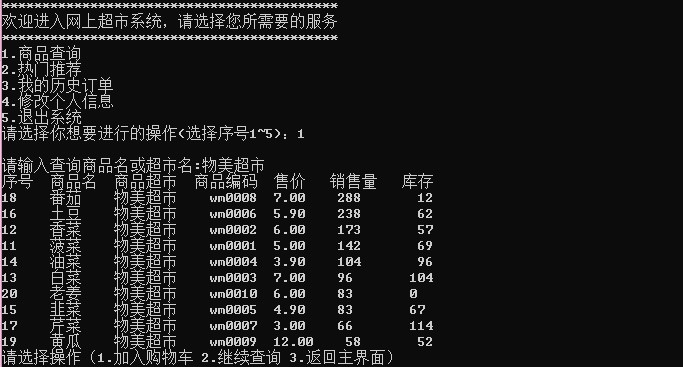 ******************************************
欢迎进入网上超市系统，请选择您所需要的服务
******************************************
1.商品查询
2.热门推荐
3.我的历史订单
4.修改个人信息
5.退出系统
请选择你想要进行的操作(选择序号1~5)：1
请输入查询商品名或超市名:物美超市
序号 商品名 商品超市 商品编码 售价 销售量 库存
18 番茄 物美超市 wm0008 7.00 288 12
16 土豆 物美超市 wm0006 5.90 238 62
12 香菜 物美超市 wm0002 6.00 173 57
11 菠菜 物美超市 wm0001 5.00 142 69
14 油菜 物美超市 wm0004 3.90 104 96
13 白菜 物美超市 wm0003 7.00 96 104
20 老姜 物美超市 wm0010 6.00 83 0
15 韭菜 物美超市 wm0005 4.90 83 67
17 芹菜 物美超市 wm0007 3.00 66 114
19 黄瓜 物美超市 wm0009 12.00 58 52
请选择操作（1.加入购物车 2.继续查询 3.返回主界面）